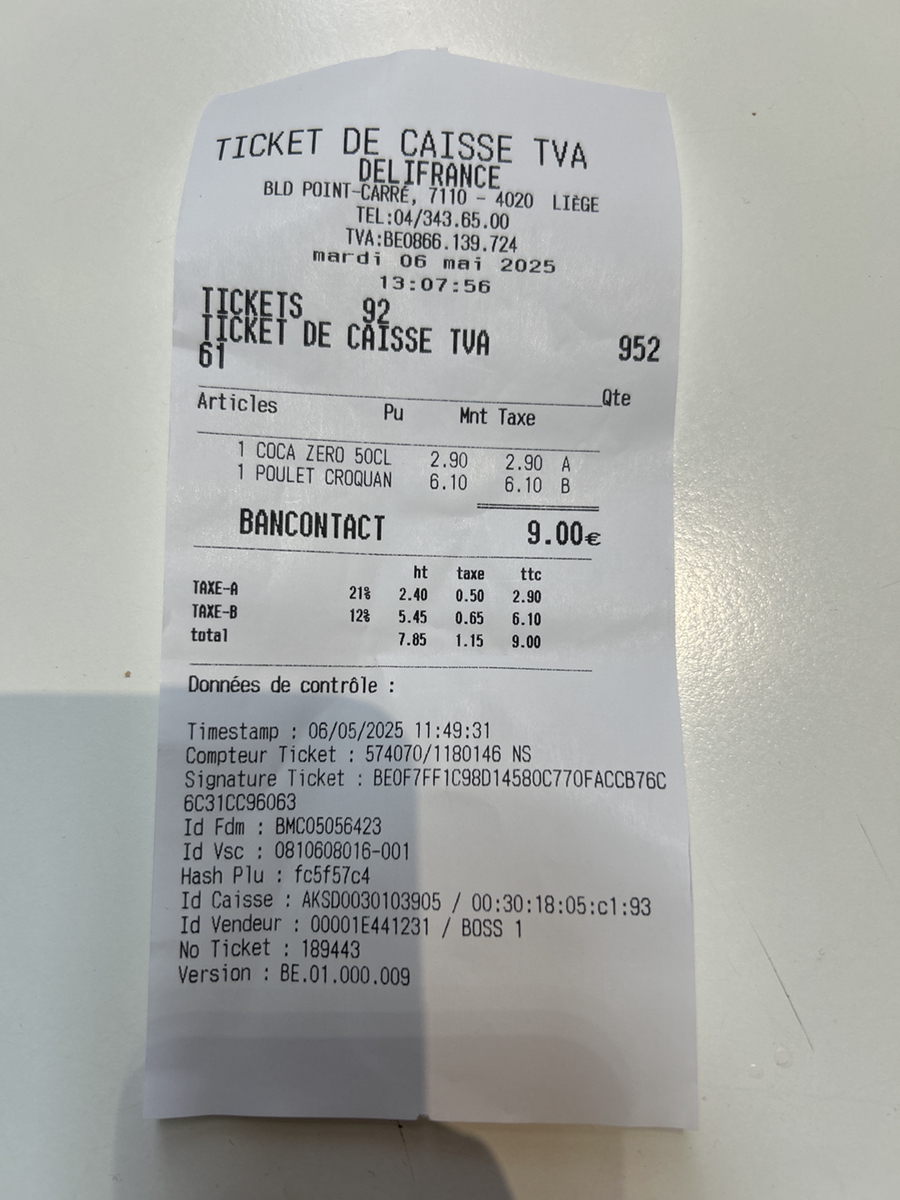 TICKET DE CAISSE TVA
DELIFRANCE
BLD POINT-CARRÉ, 7110 - 4020 LIÈGE
TEL:04/343.65.00
TVA:BE0866.139.724
mardi 06 mai 2025
13:07:56
TICKETS 92
TICKET DE CAISSE TVA 952
61
Articles Pu Mnt Taxe Qte
1 COCA ZERO 50CL 2.90 2.90 A
1 POULET CROQUAN 6.10 6.10 B
BANCONTACT 9.00€
ht taxe ttc
TAXE-A 21% 2.40 0.50 2.90
TAXE-B 12% 5.45 0.65 6.10
total 7.85 1.15 9.00
Données de contrôle :
Timestamp : 06/05/2025 11:49:31
Compteur Ticket : 574070/1180146 NS
Signature Ticket : BE0F7FF1C98D14580C770FACCB76C
6C31CC96063
Id Fdm : BMC05056423
Id Vsc : 0810608016-001
Hash Plu : fc5f57c4
Id Caisse : AKSD0030103905 / 00:30:18:05:c1:93
Id Vendeur : 00001E441231 / BOSS 1
No Ticket : 189443
Version : BE.01.000.009